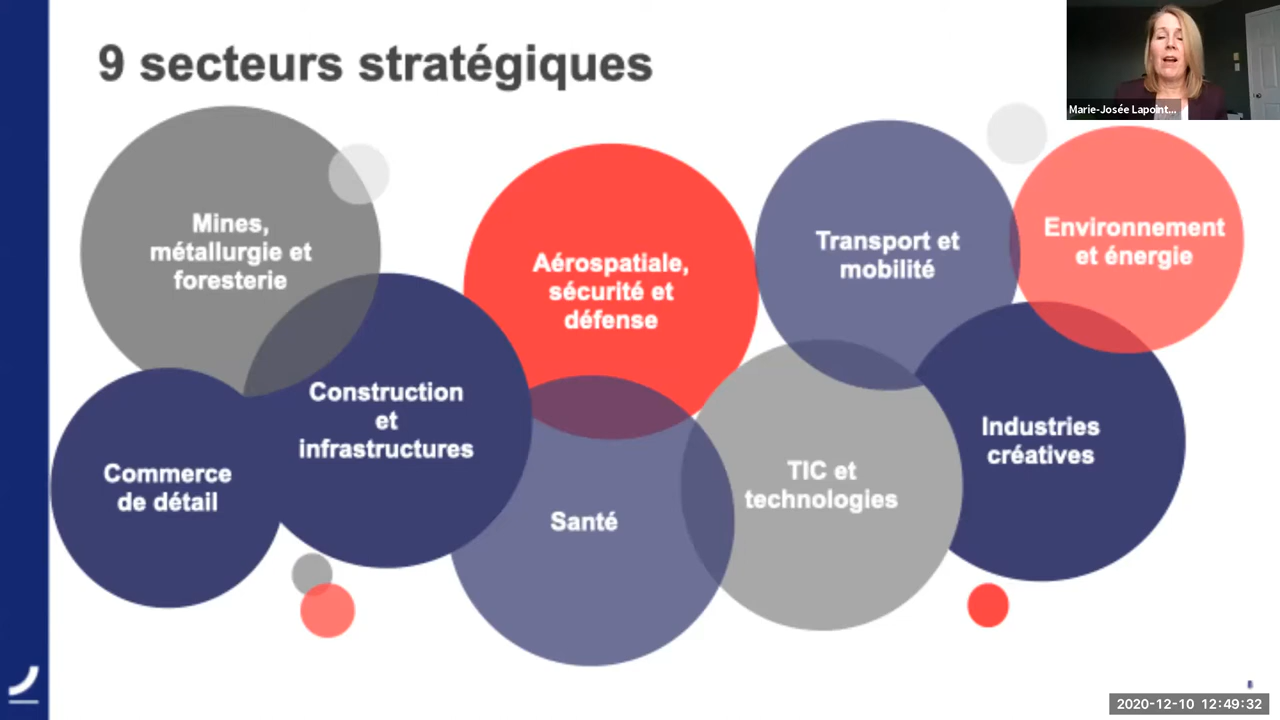 9 secteurs stratégiques
Marie-Josée Lapoint...
Mines,
métallurgie et
foresterie
Aérospatiale,
sécurité et
défense
Transport et
mobilité
Environnement
et énergie
Construction
et
infrastructures
Commerce
de détail
Santé
TIC et
technologies
Industries
créatives
2020-12-10 12:49:32